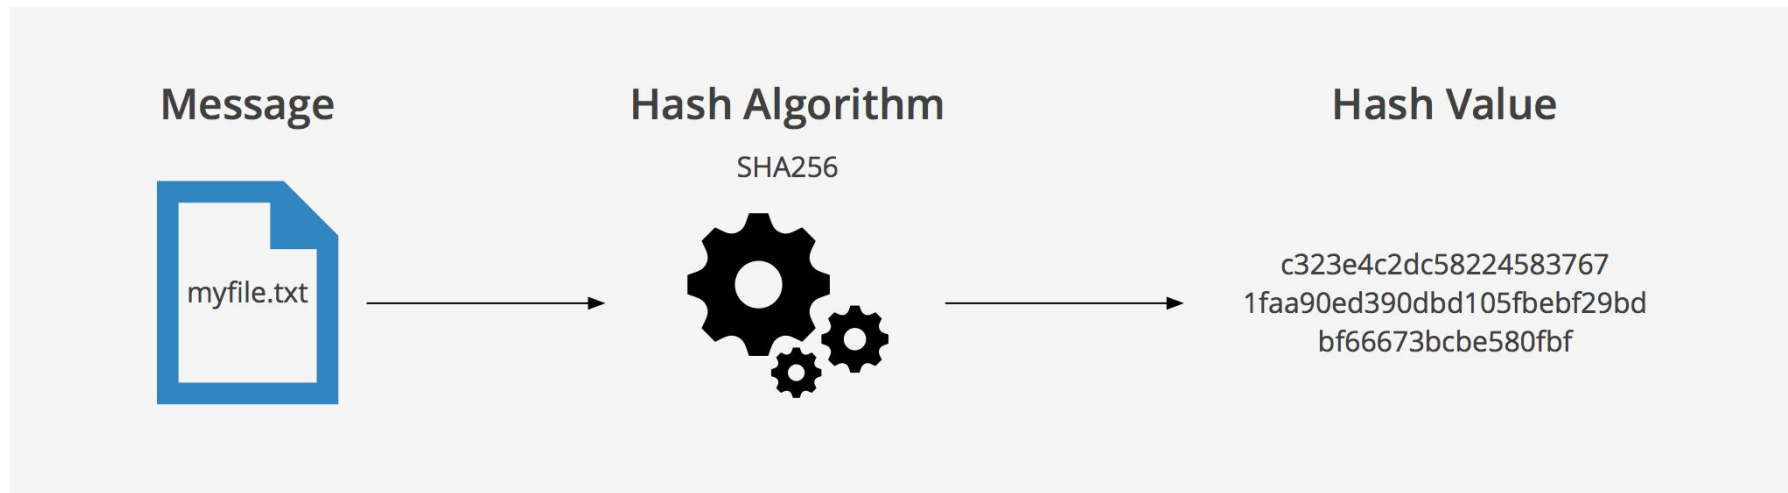 Message
Hash Algorithm
Hash Value
SHA256
myfile.txt
c323e4c2dc58224583767
1faa90ed390dbd105fbebf29bd
bf66673bcbe580fbf